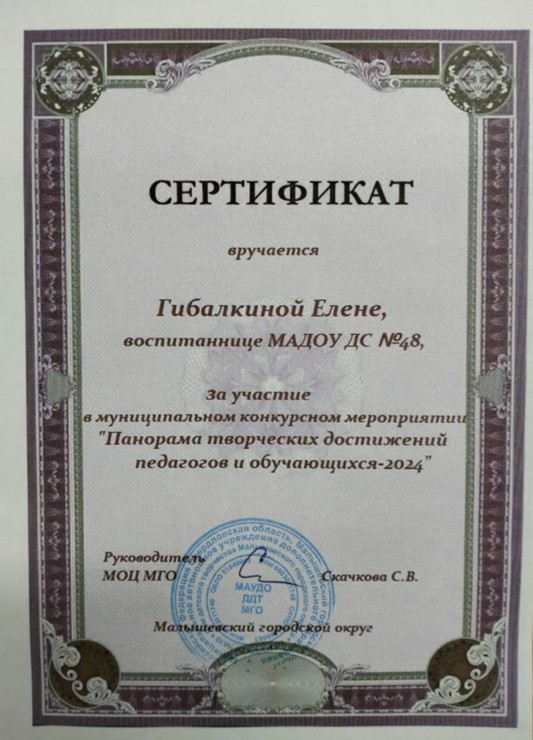 СЕРТИФИКАТ
вручается
Гибалкиной Елене,
воспитаннице МАДОУ ДС №48,
За участие
в муниципальном конкурсном мероприятии
"Панорама творческих достижений
педагогов и обучающихся-2024"
Руководитель
МОЦ МГО
Скачкова С.В.
МАУДО
ДДТ
МГО
Малышевский городской округ